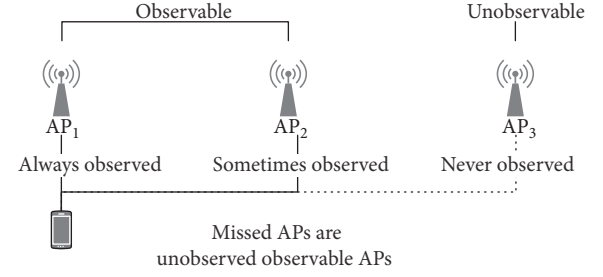 Observable
Unobservable
AP1
AP2
AP3
Always observed
Sometimes observed
Never observed
Missed APs are
unobserved observable APs